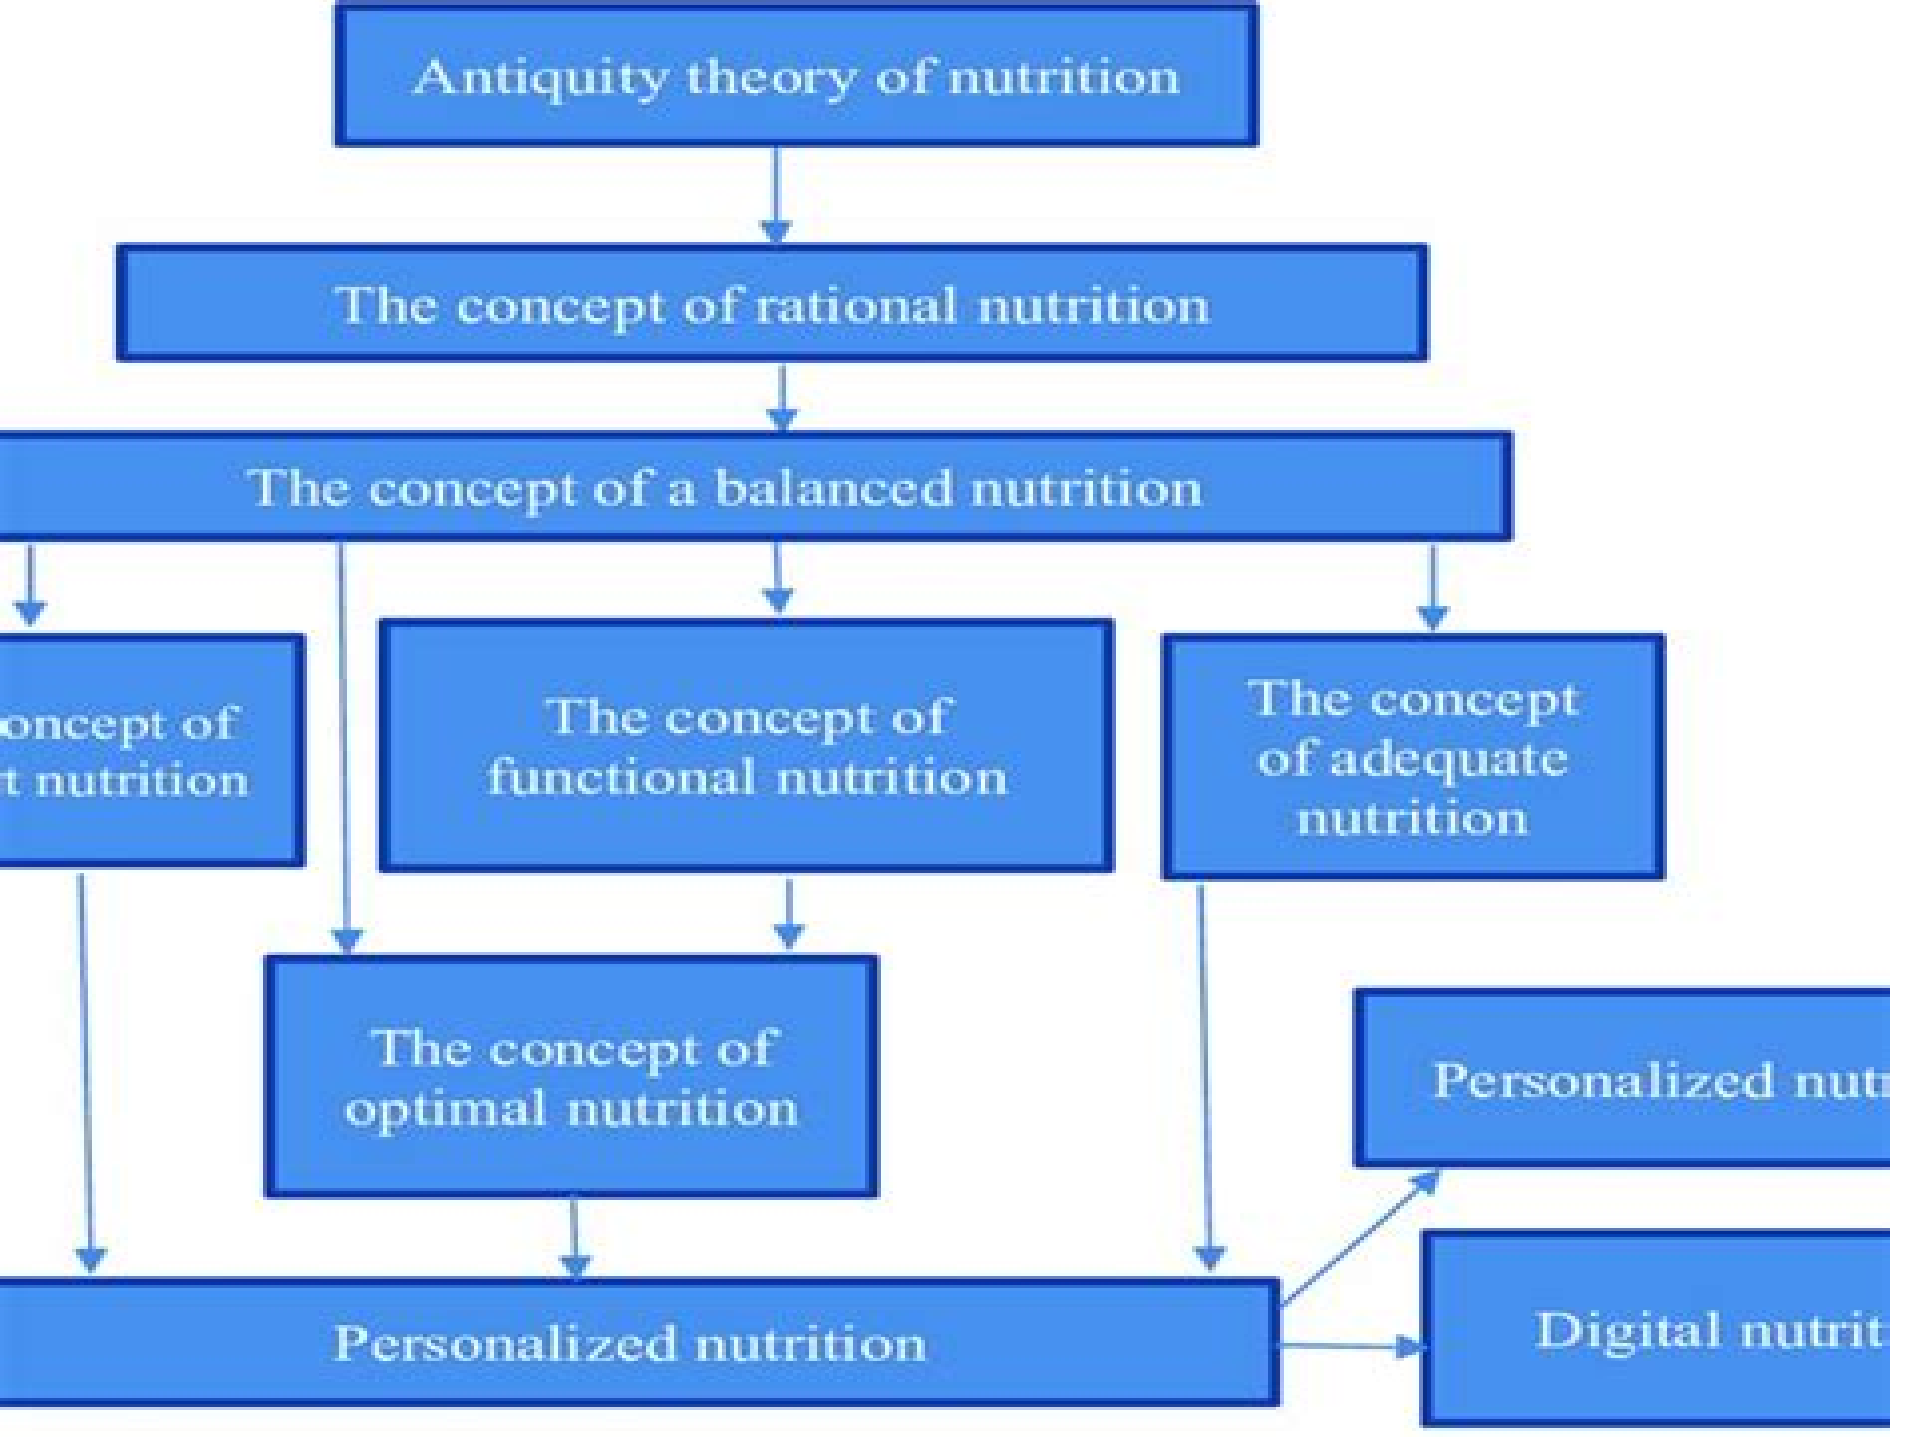 Antiquity theory of nutrition
The concept of rational nutrition
The concept of a balanced nutrition
oncept of
t nutrition
The concept of
functional nutrition
The concept
of adequate
nutrition
The concept of
optimal nutrition
Personalized nutr
Personalized nutrition
Digital nutrit